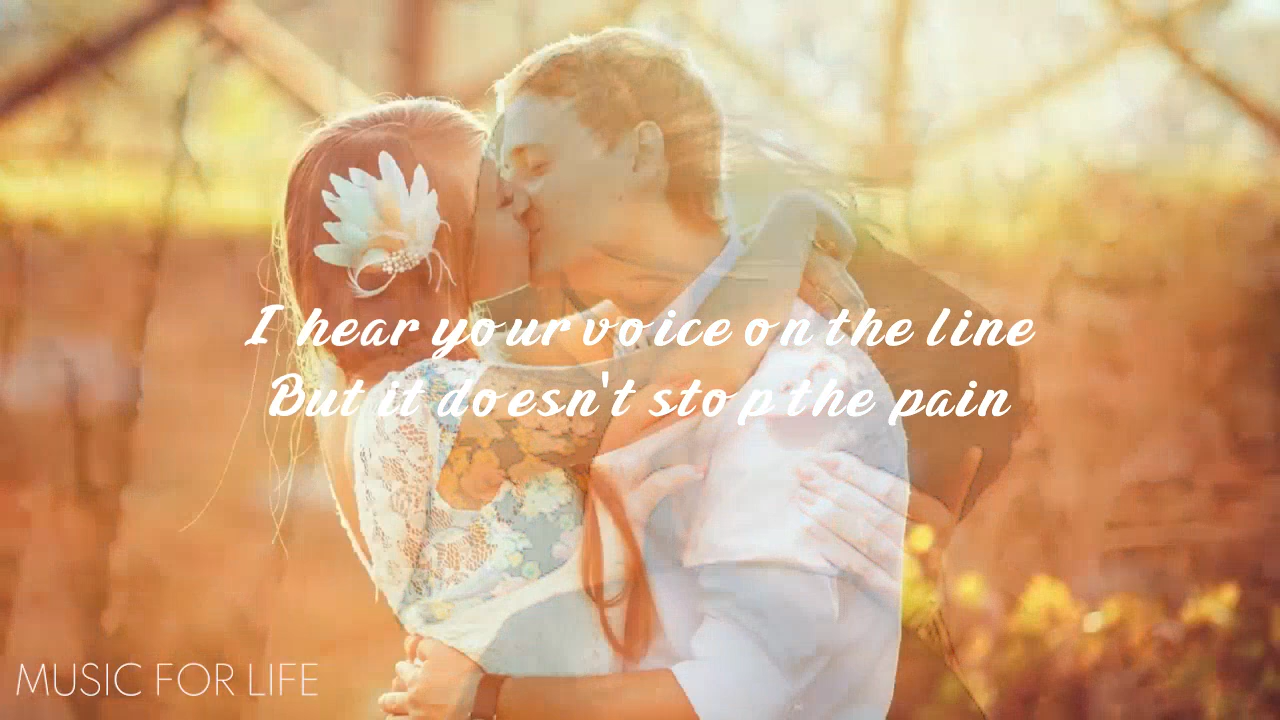 I hear your voice on the line
But it doesn't stop the pain
MUSIC FOR LIFE